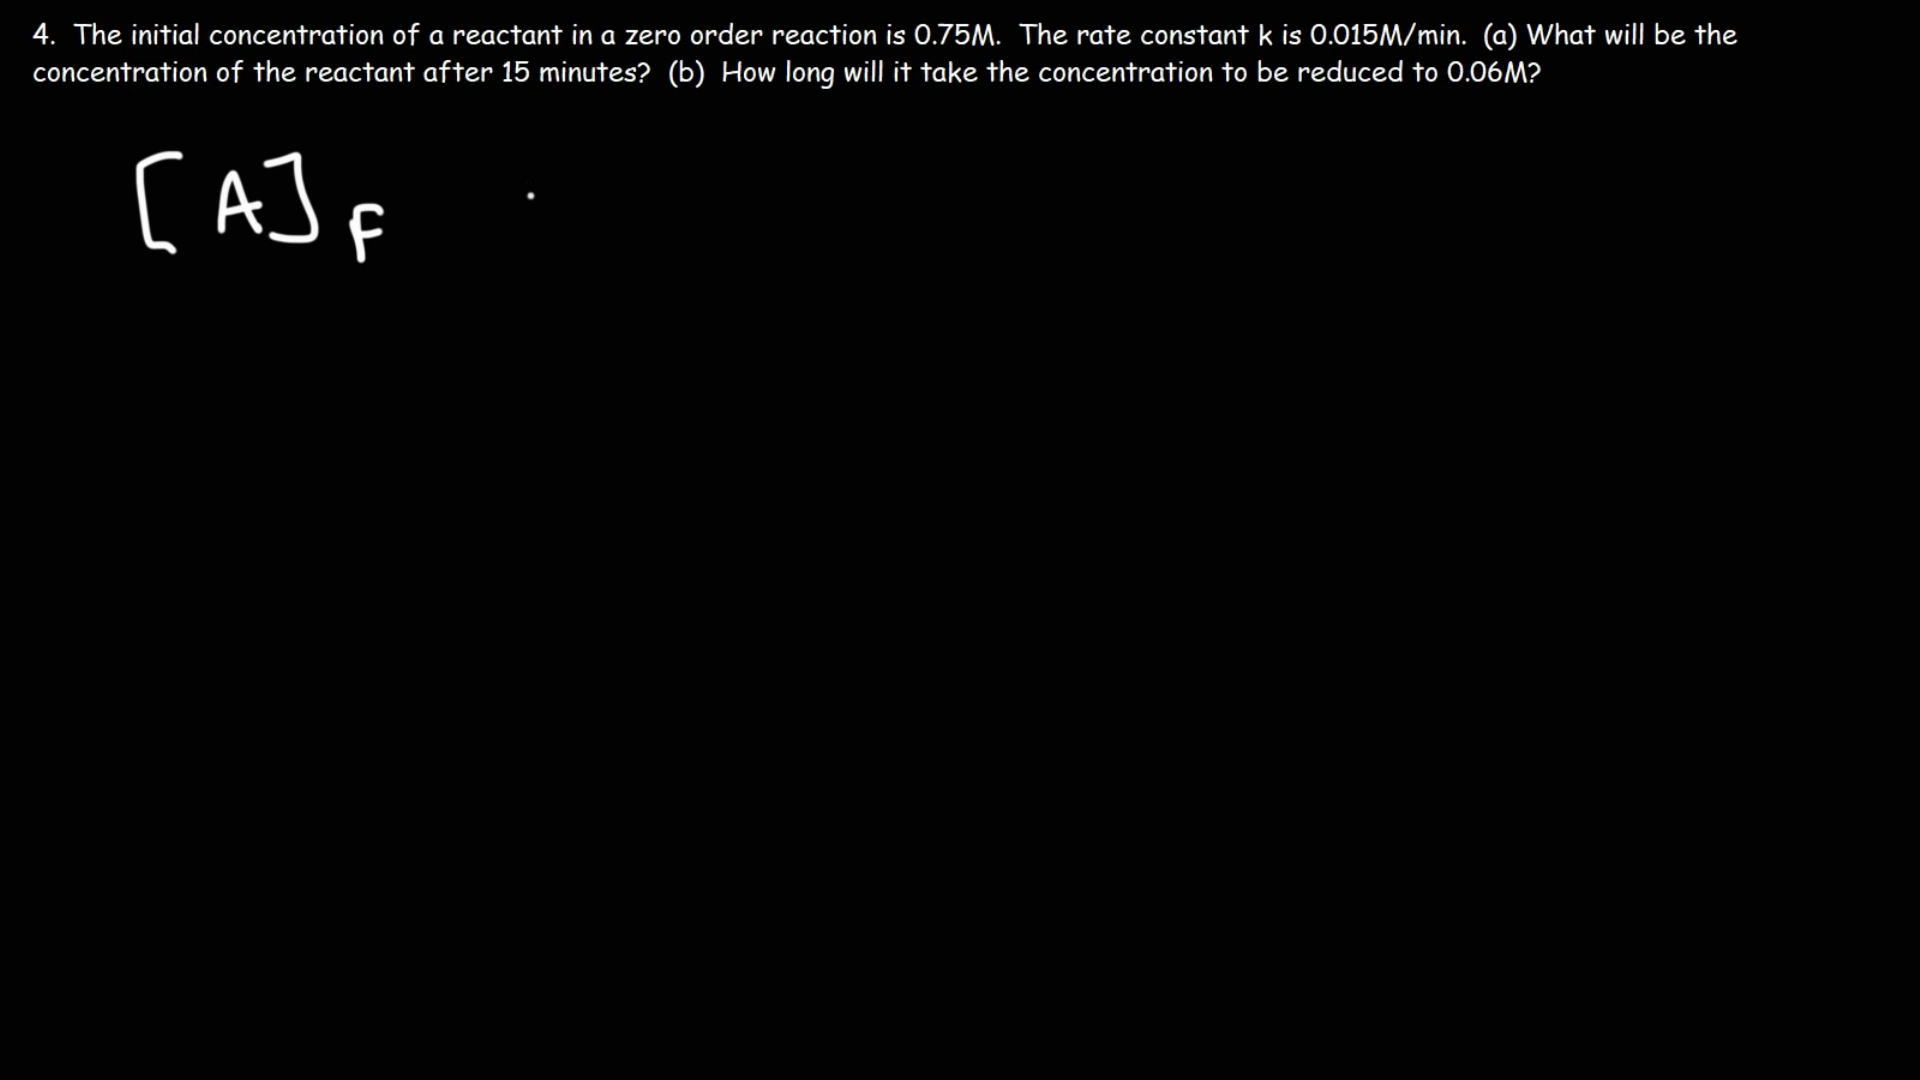 4. The initial concentration of a reactant in a zero order reaction is 0.75M. The rate constant k is 0.015M/min. (a) What will be the
concentration of the reactant after 15 minutes? (b) How long will it take the concentration to be reduced to 0.06M?
[A]F